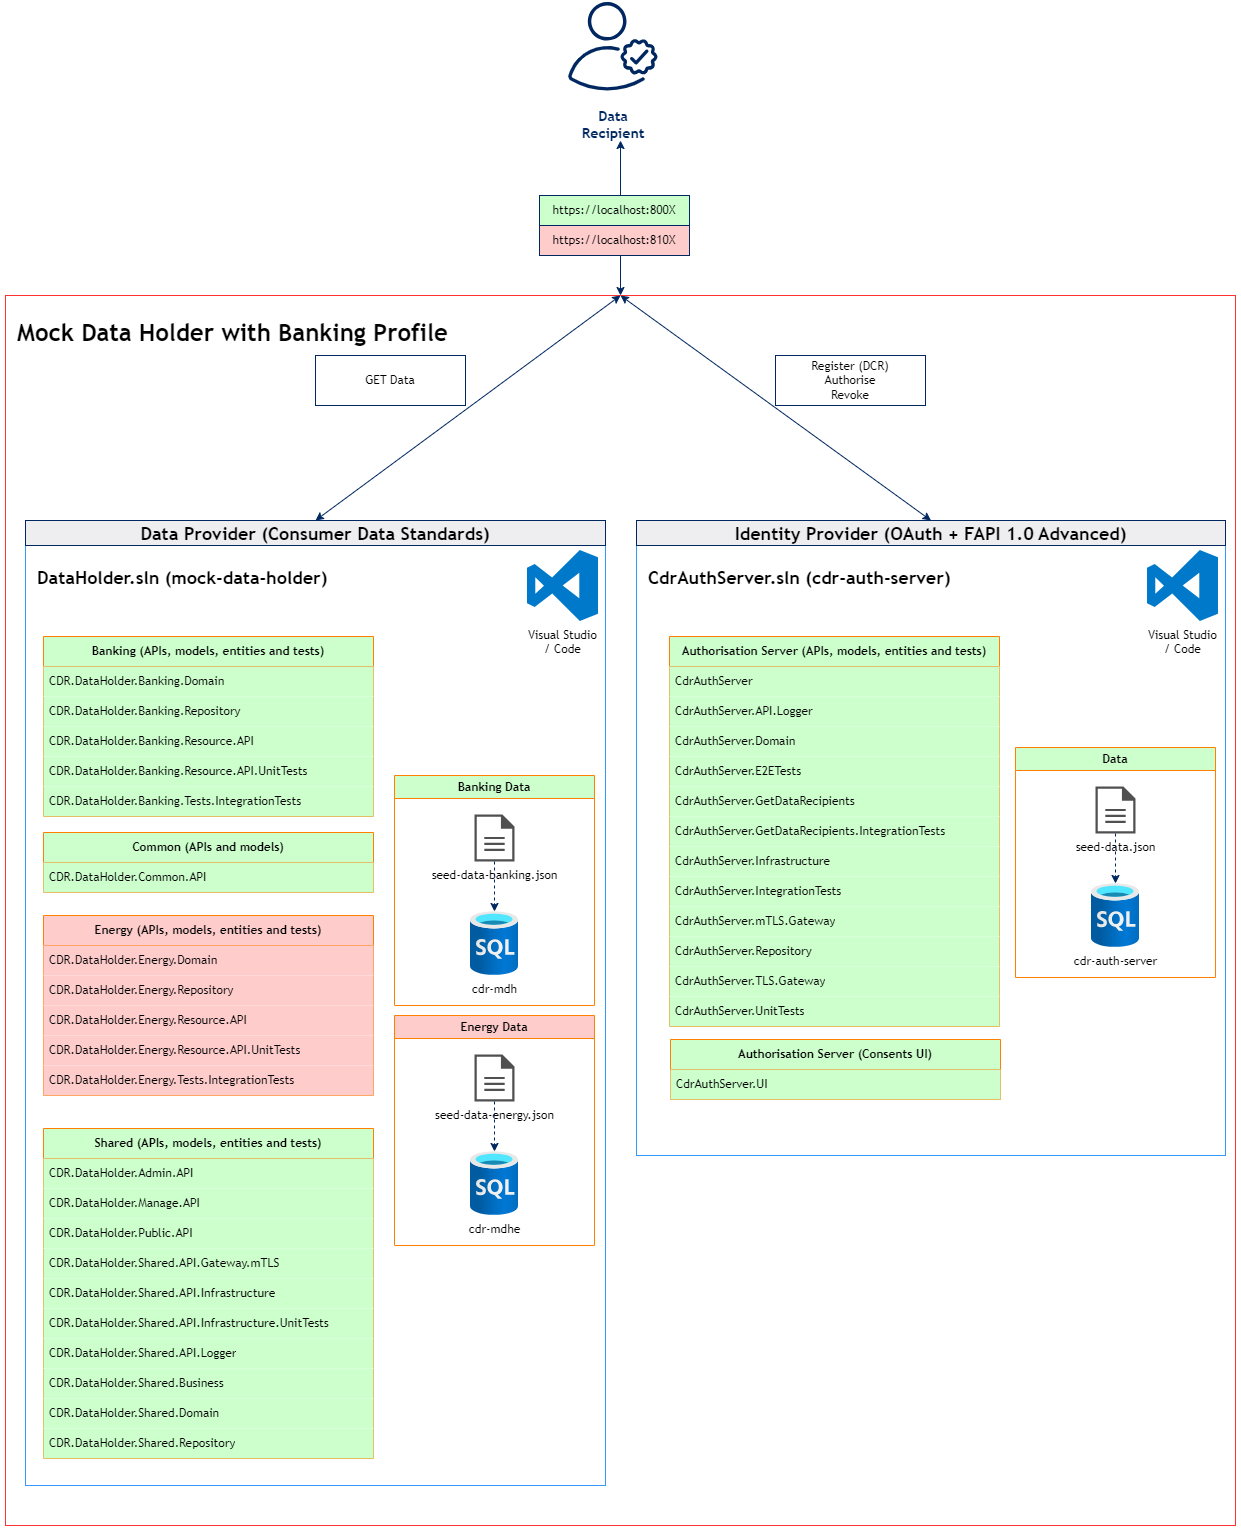 Data
Recipient
https://localhost:800X
https://localhost:810X
Mock Data Holder with Banking Profile
GET Data
Register (DCR)
Authorise
Revoke
Data Provider (Consumer Data Standards)
DataHolder.sln (mock-data-holder)
Visual Studio
/ Code
Banking (APIs, models, entities and tests)
CDR.DataHolder.Banking.Domain
CDR.DataHolder.Banking.Repository
CDR.DataHolder.Banking.Resource.API
CDR.DataHolder.Banking.Resource.API.UnitTests
CDR.DataHolder.Banking.Tests.IntegrationTests
Common (APIs and models)
CDR.DataHolder.Common.API
Energy (APIs, models, entities and tests)
CDR.DataHolder.Energy.Domain
CDR.DataHolder.Energy.Repository
CDR.DataHolder.Energy.Resource.API
CDR.DataHolder.Energy.Resource.API.UnitTests
CDR.DataHolder.Energy.Tests.IntegrationTests
Shared (APIs, models, entities and tests)
CDR.DataHolder.Admin.API
CDR.DataHolder.Manage.API
CDR.DataHolder.Public.API
CDR.DataHolder.Shared.API.Gateway.mTLS
CDR.DataHolder.Shared.API.Infrastructure
CDR.DataHolder.Shared.API.Infrastructure.UnitTests
CDR.DataHolder.Shared.API.Logger
CDR.DataHolder.Shared.Business
CDR.DataHolder.Shared.Domain
CDR.DataHolder.Shared.Repository
Banking Data
seed-data-banking.json
SQL
cdr-mdh
Energy Data
seed-data-energy.json
SQL
cdr-mdhe
Identity Provider (OAuth + FAPI 1.0 Advanced)
CdrAuthServer.sln (cdr-auth-server)
Visual Studio
/ Code
Authorisation Server (APIs, models, entities and tests)
CdrAuthServer
CdrAuthServer.API.Logger
CdrAuthServer.Domain
CdrAuthServer.E2ETests
CdrAuthServer.GetDataRecipients
CdrAuthServer.GetDataRecipients.IntegrationTests
CdrAuthServer.Infrastructure
CdrAuthServer.IntegrationTests
CdrAuthServer.mTLS.Gateway
CdrAuthServer.Repository
CdrAuthServer.TLS.Gateway
CdrAuthServer.UnitTests
Authorisation Server (Consents UI)
CdrAuthServer.UI
Data
seed-data.json
SQL
cdr-auth-server